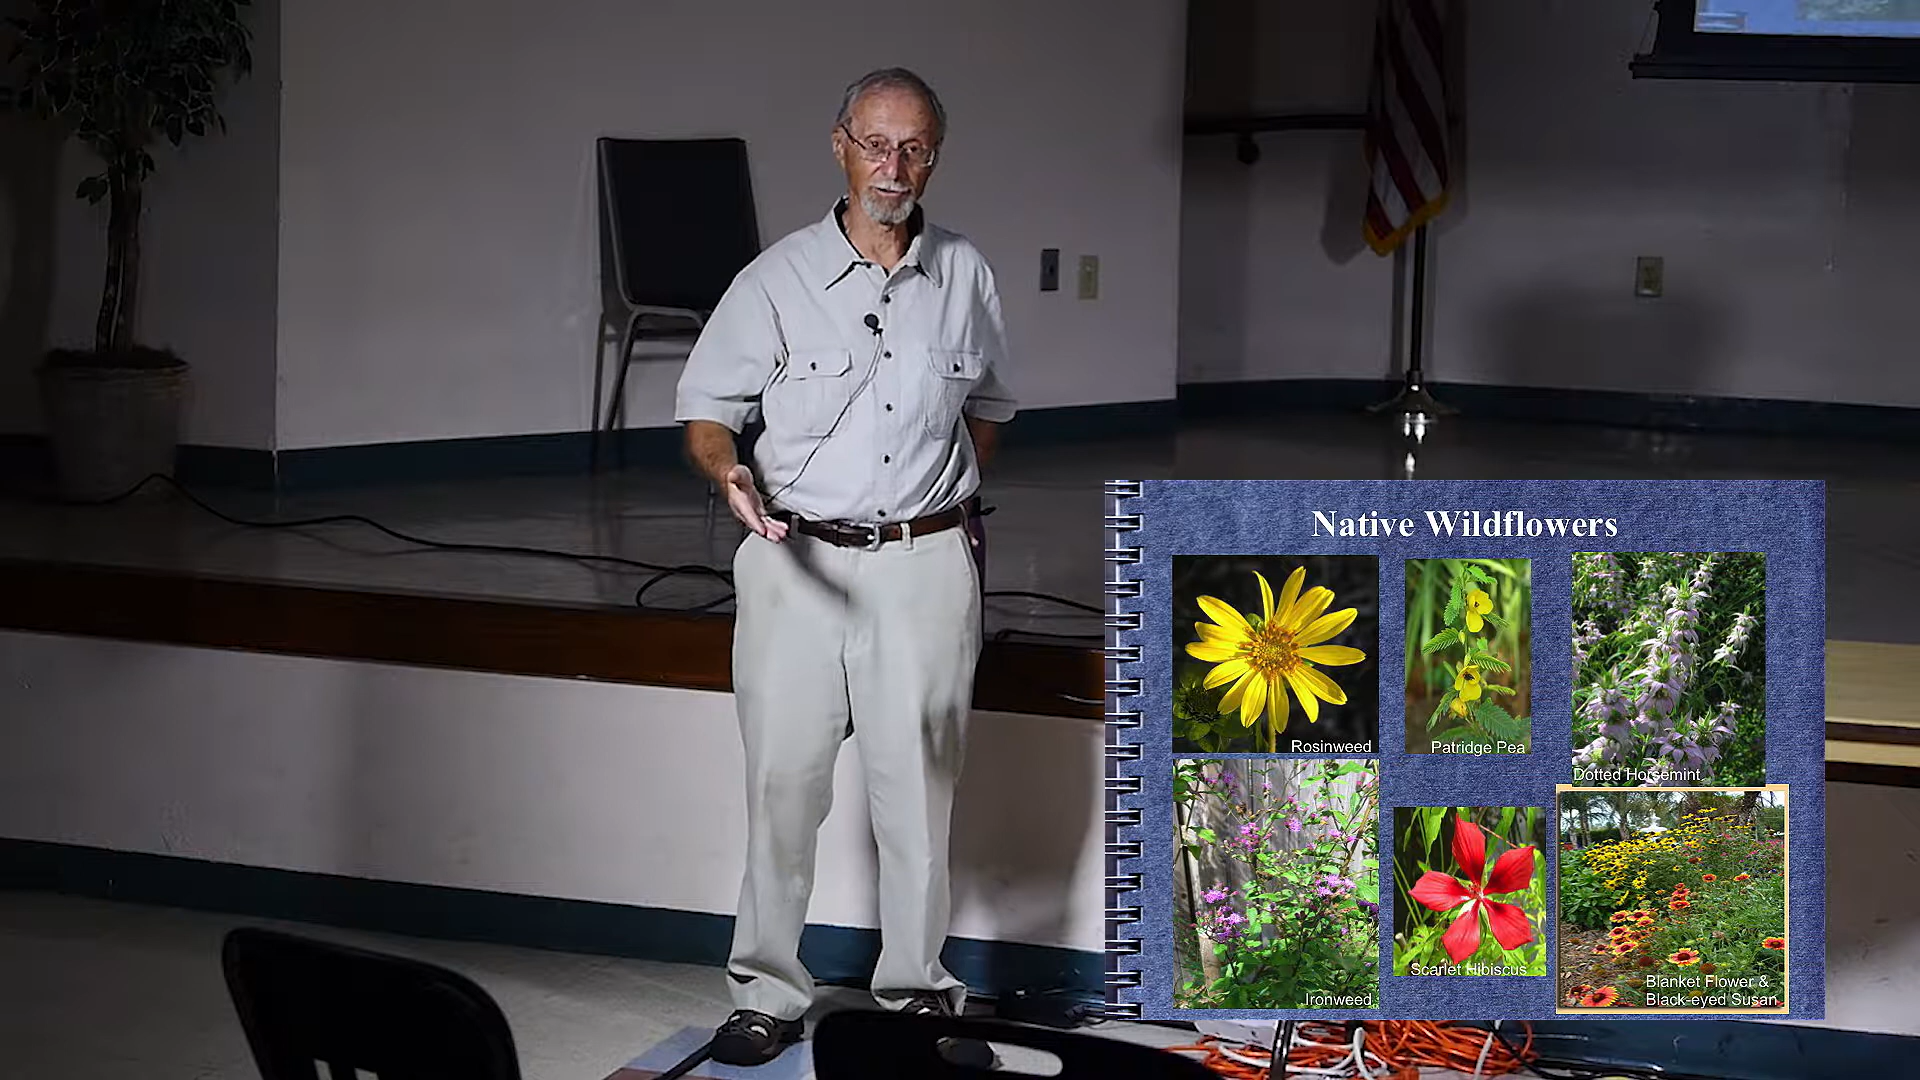 Native Wildflowers
Rosinweed
Patridge Pea
Dotted Horsemint
Ironweed
Scarlet Hibiscus
Blanket Flower &
Black-eyed Susan